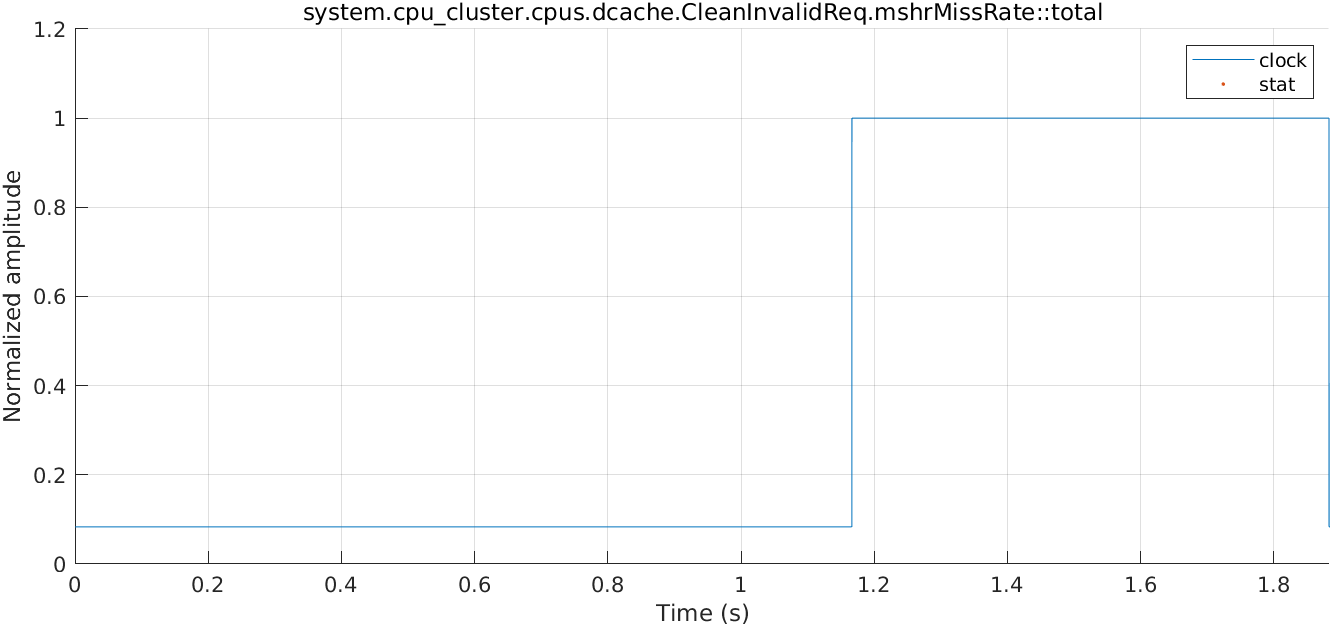 system.cpu_cluster.cpus.dcache.CleanInvalidReq.mshrMissRate::total
1.2
1
0.8
0.6
0.4
0.2
0
Normalized amplitude
clock
stat
0 0.2 0.4 0.6 0.8 1 1.2 1.4 1.6 1.8
Time (s)